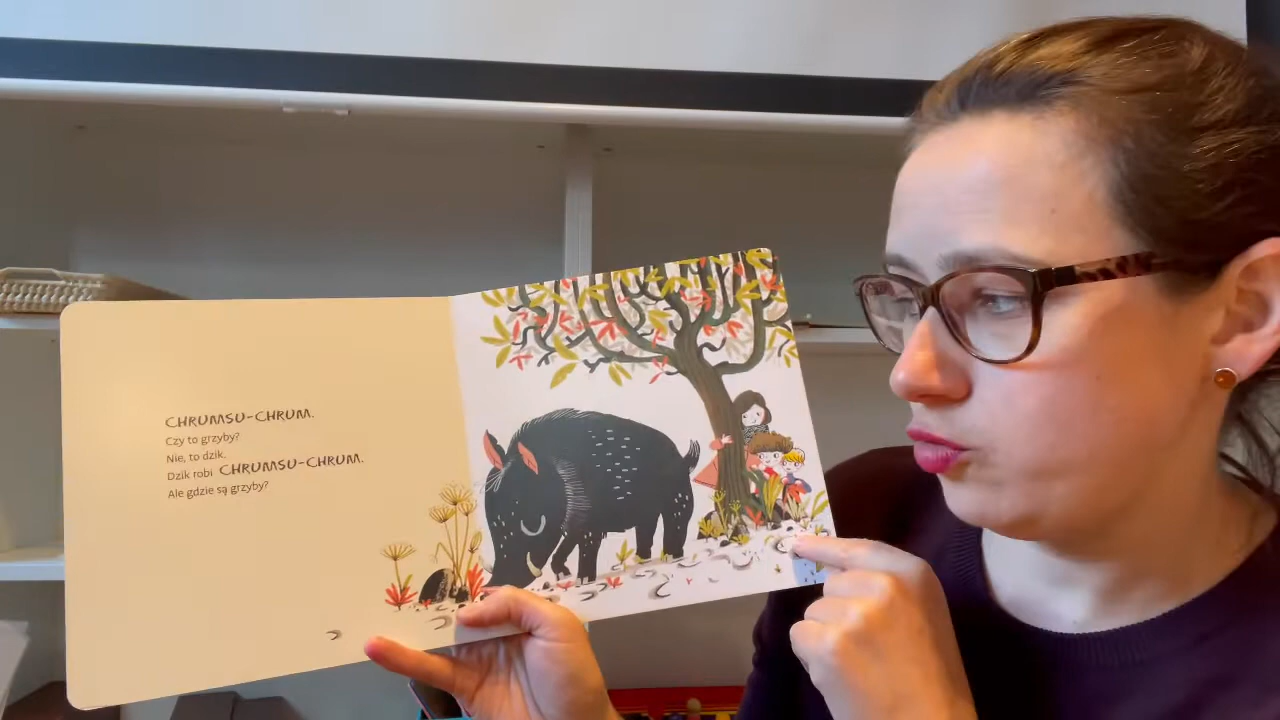 CHRUMSU-CHRUM.
Czy to grzyby?
Nie, to dzik.
Dzik robi CHRUMSU-CHRUM.
Ale gdzie są grzyby?